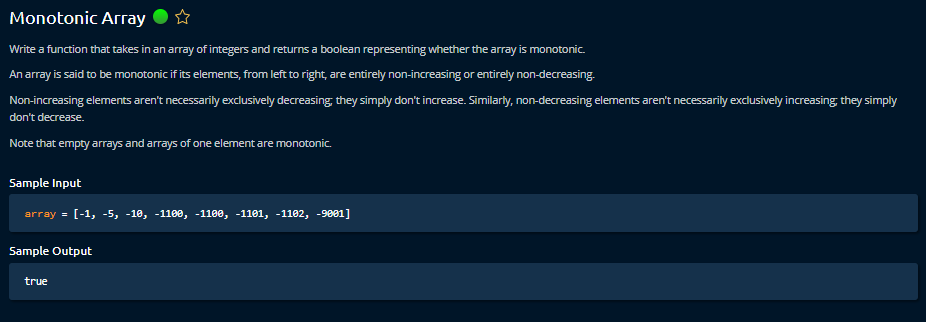 Monotonic Array
Write a function that takes in an array of integers and returns a boolean representing whether the array is monotonic.
An array is said to be monotonic if its elements, from left to right, are entirely non-increasing or entirely non-decreasing.
Non-increasing elements aren't necessarily exclusively decreasing; they simply don't increase. Similarly, non-decreasing elements aren't necessarily exclusively increasing; they simply
don't decrease.
Note that empty arrays and arrays of one element are monotonic.
Sample Input
array = [-1, -5, -10, -1100, -1100, -1101, -1102, -9001]
Sample Output
true